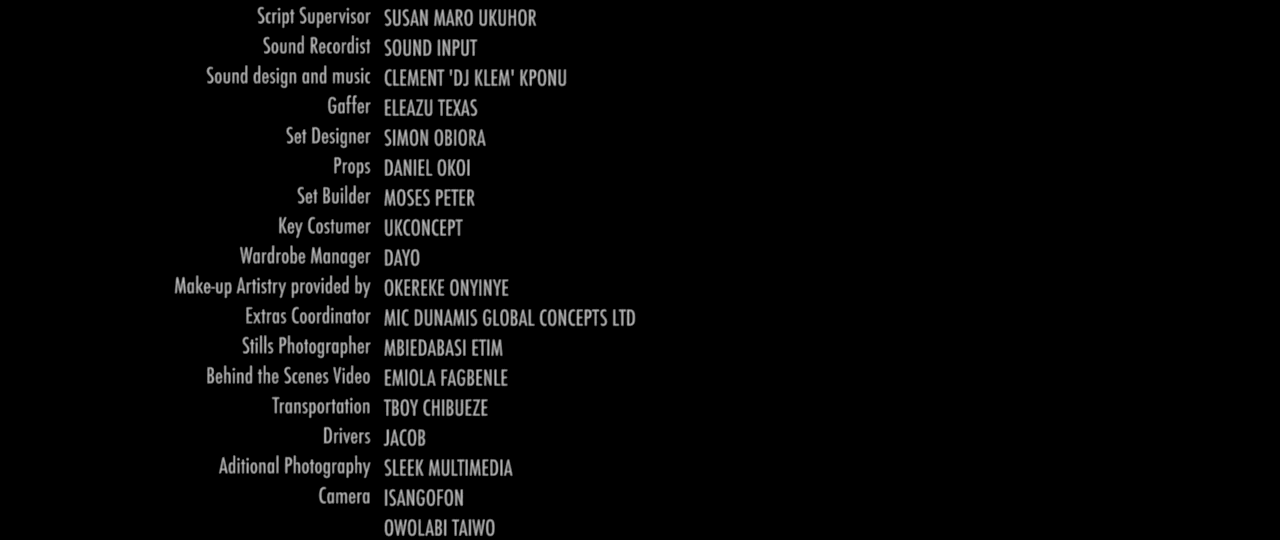 Script Supervisor SUSAN MARO UKUHOR
Sound Recordist SOUND INPUT
Sound design and music CLEMENT 'DJ KLEM' KPONU
Gaffer ELEAZU TEXAS
Set Designer SIMON OBIORA
Props DANIEL OKOI
Set Builder MOSES PETER
Key Costumer UKCONCEPT
Wardrobe Manager DAYO
Make-up Artistry provided by OKEREKE ONYINYE
Extras Coordinator MIC DUNAMIS GLOBAL CONCEPTS LTD
Stills Photographer MBIEDABASI ETIM
Behind the Scenes Video EMIOLA FAGBENLE
Transportation TBOY CHIBUEZE
Drivers JACOB
Aditional Photography SLEEK MULTIMEDIA
Camera ISANGOFON
OWOLABI TAIWO